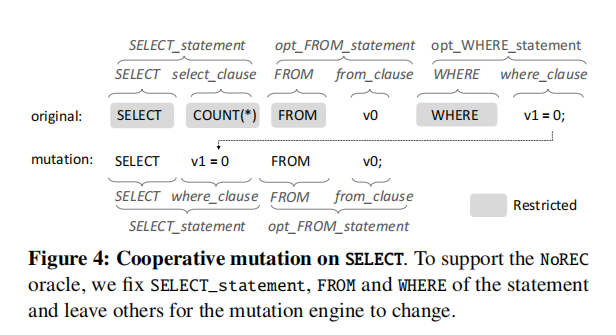 SELECT_statement opt_FROM_statement opt_WHERE_statement
SELECT select_clause FROM from_clause WHERE where_clause
original: SELECT COUNT(*) FROM v0 WHERE v1 = 0;
mutation: SELECT v1 = 0 FROM v0;
SELECT where_clause FROM from_clause
Restricted
SELECT_statement opt_FROM_statement
Figure 4: Cooperative mutation on SELECT. To support the NoREC
oracle, we fix SELECT_statement, FROM and WHERE of the statement
and leave others for the mutation engine to change.